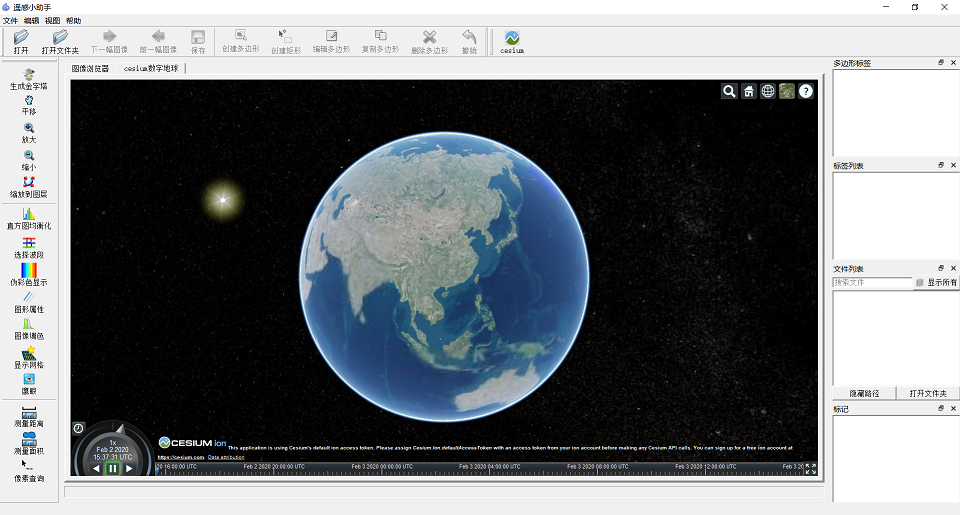 遥感小助手
文件 编辑 视图 帮助
打开 打开文件夹 下一幅图像 前一幅图像 保存 创建多边形 创建矩形 编辑多边形 复制多边形 删除多边形 撤销 cesium
生成金字塔
平移
放大
缩小
缩放到图层
直方图均衡化
选择波段
伪彩色显示
图形属性
图像调色
显示网格
鹰眼
测量距离
测量面积
像素查询
图像浏览器 cesium数字地球
1x
Feb 2 2020
15:37:31 UTC
CESIUM ion This application is using Cesium's default ion access token. Please assign Cesium.Ion.defaultAccessToken with an access token from your ion account before making any Cesium API calls. You can sign up for a free ion account at
https://cesium.com. Data attribution
20 16:00:00 UTC Feb 2 2020 20:00:00 UTC Feb 3 2020 00:00:00 UTC Feb 3 2020 04:00:00 UTC Feb 3 2020 08:00:00 UTC Feb 3 2020 12:00:00 UTC Feb 3 20
多边形标签
标签列表
文件列表
搜索文件 显示所有
隐藏路径 打开文件夹
标记